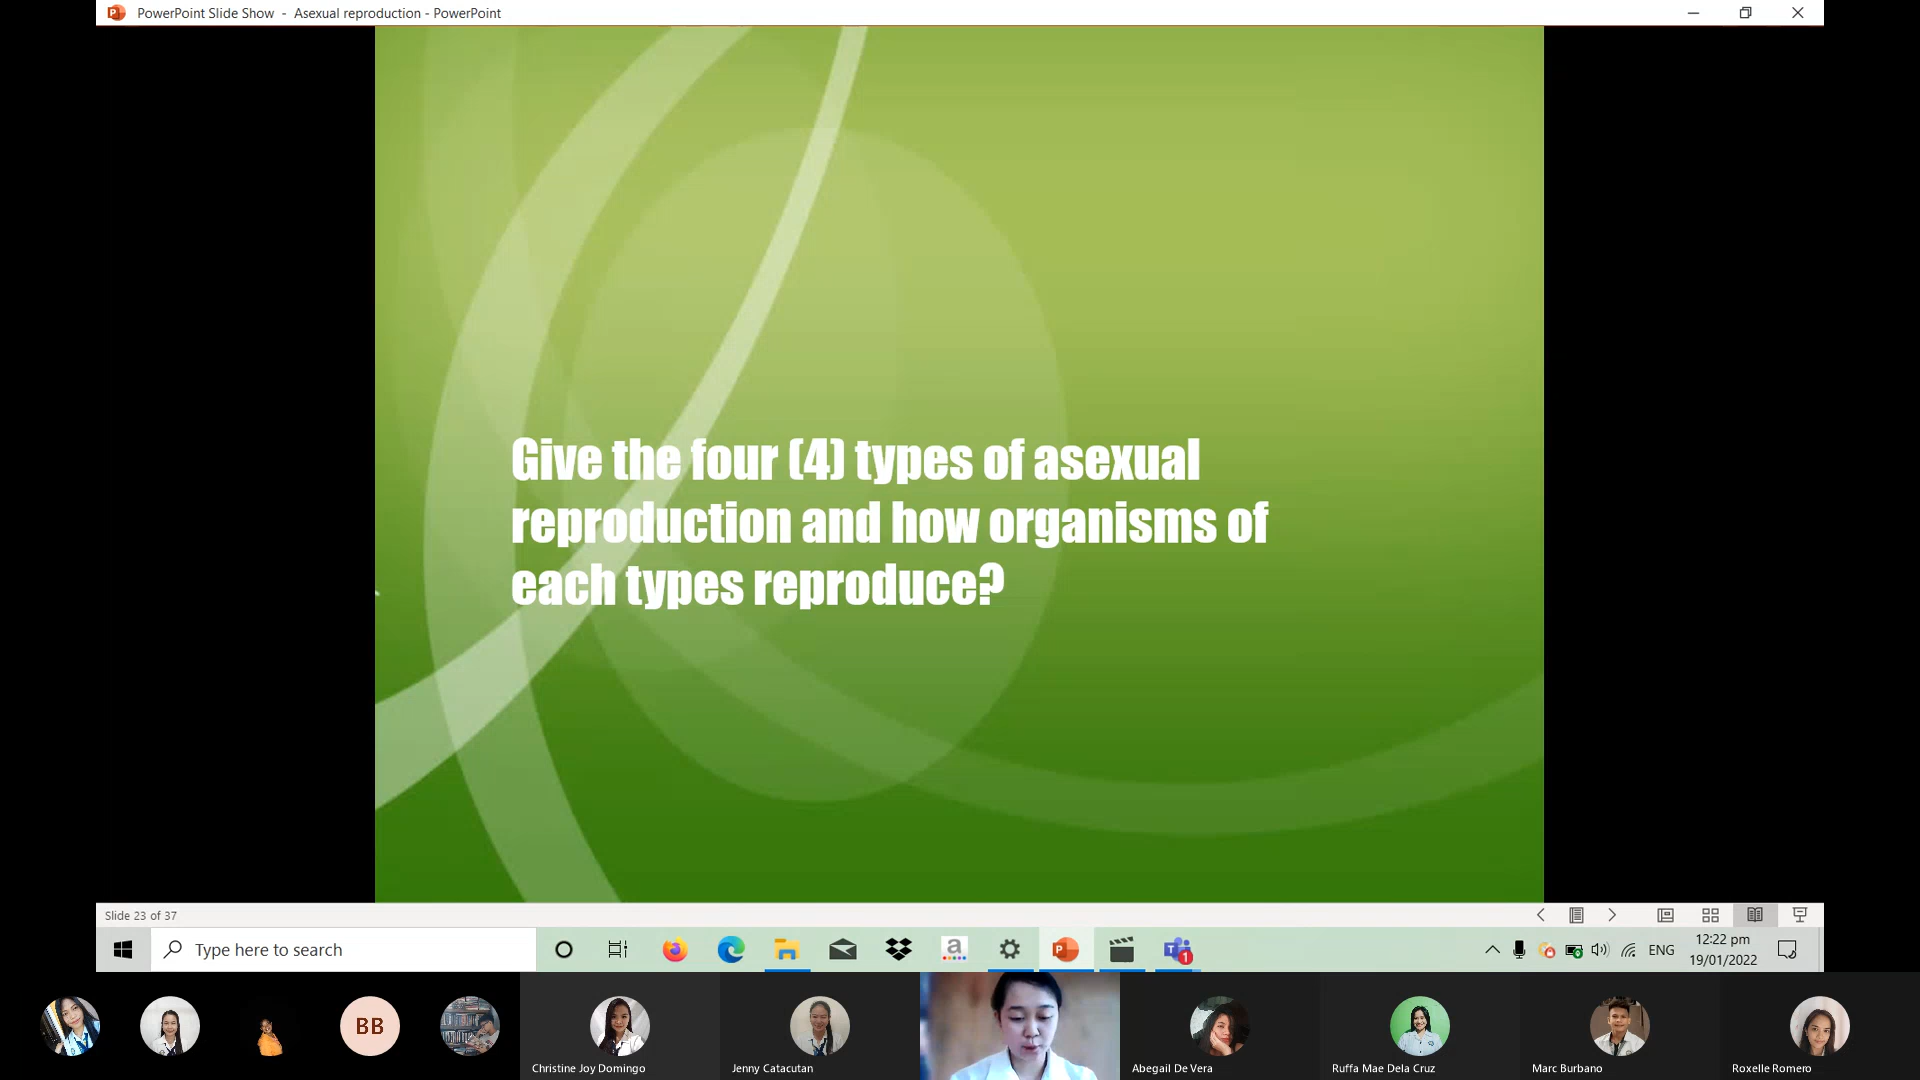 PowerPoint Slide Show - Asexual reproduction - PowerPoint
Give the four (4) types of asexual
reproduction and how organisms of
each types reproduce?
Slide 23 of 37
Type here to search
a
P
T
1
ENG
12:22 pm
19/01/2022
BB
Christine Joy Domingo
Jenny Catacutan
Abegail De Vera
Ruffa Mae Dela Cruz
Marc Burbano
Roxelle Romero